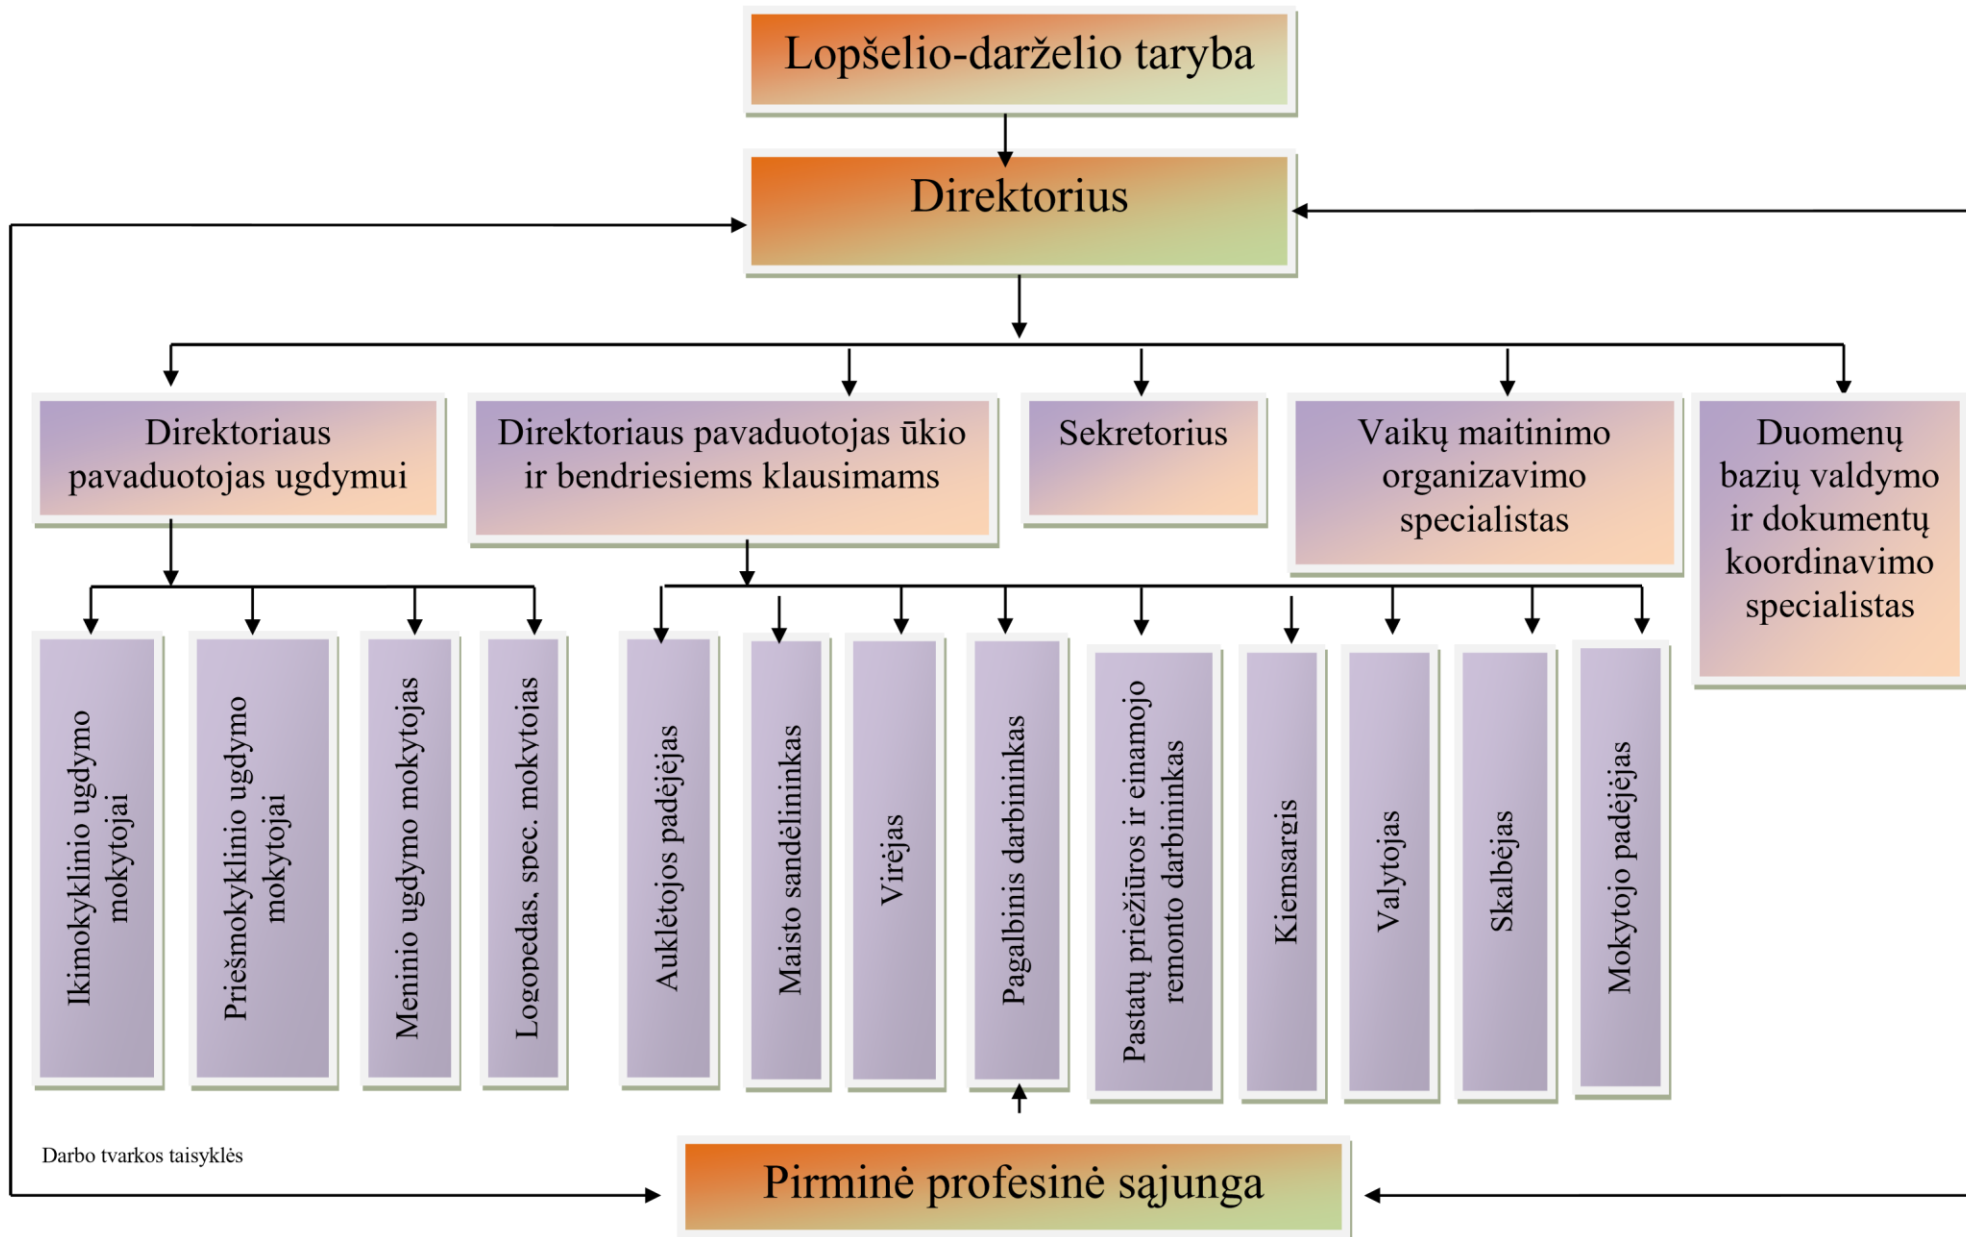 Lopšelio-darželio taryba
Direktorius
Direktoriaus
pavaduotojas ugdymui
Direktoriaus pavaduotojas ūkio
ir bendriesiems klausimams
Sekretorius
Vaikų maitinimo
organizavimo
specialistas
Duomenų
bazių valdymo
ir dokumentų
koordinavimo
specialistas
Ikimokyklinio ugdymo
mokytojai
Priešmokyklinio ugdymo
mokytojai
Meninio ugdymo mokytojas
Logopedas, spec. mokytojas
Auklėtojos padėjėjas
Maisto sandėlininkas
Virėjas
Pagalbinis darbininkas
Pastatų priežiūros ir einamojo
remonto darbininkas
Kiemsargis
Valytojas
Skalbėjas
Mokytojo padėjėjas
Darbo tvarkos taisyklės
Pirminė profesinė sąjunga